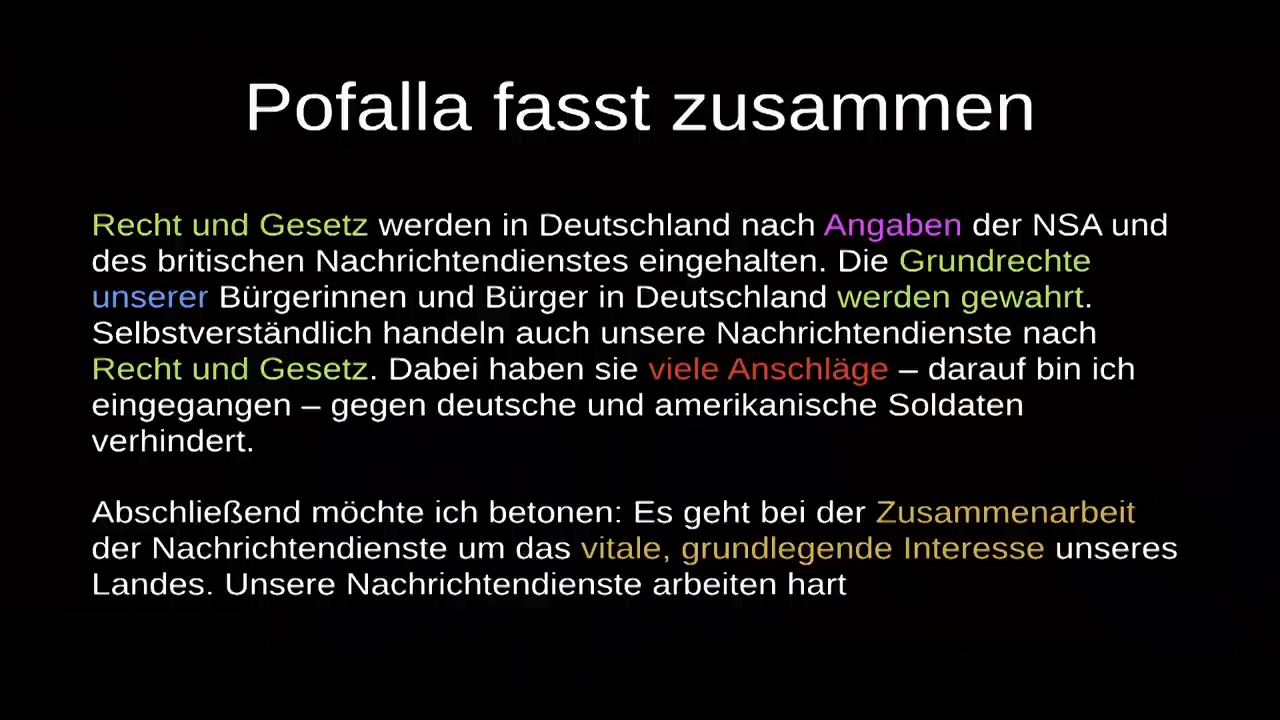 Pofalla fasst zusammen
Recht und Gesetz werden in Deutschland nach Angaben der NSA und
des britischen Nachrichtendienstes eingehalten. Die Grundrechte
unserer Bürgerinnen und Bürger in Deutschland werden gewahrt.
Selbstverständlich handeln auch unsere Nachrichtendienste nach
Recht und Gesetz. Dabei haben sie viele Anschläge – darauf bin ich
eingegangen – gegen deutsche und amerikanische Soldaten
verhindert.
Abschließend möchte ich betonen: Es geht bei der Zusammenarbeit
der Nachrichtendienste um das vitale, grundlegende Interesse unseres
Landes. Unsere Nachrichtendienste arbeiten hart